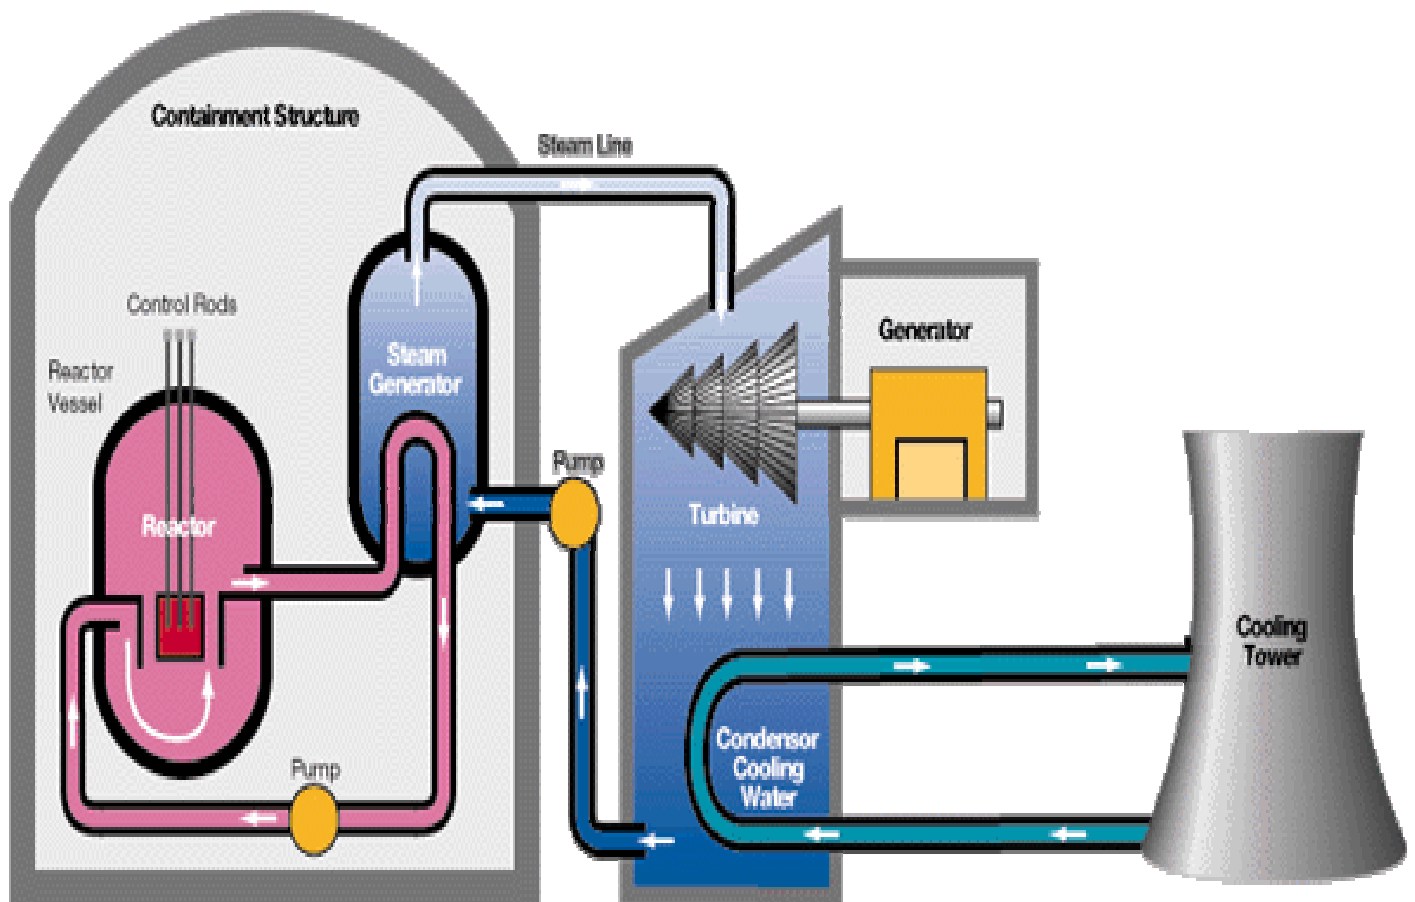 Containment Structure
Steam Line
Control Rods
Reactor
Vessel
Steam
Generator
Generator
Pump
Reactor
Turbine
Cooling
Tower
Condensor
Cooling
Water
Pump